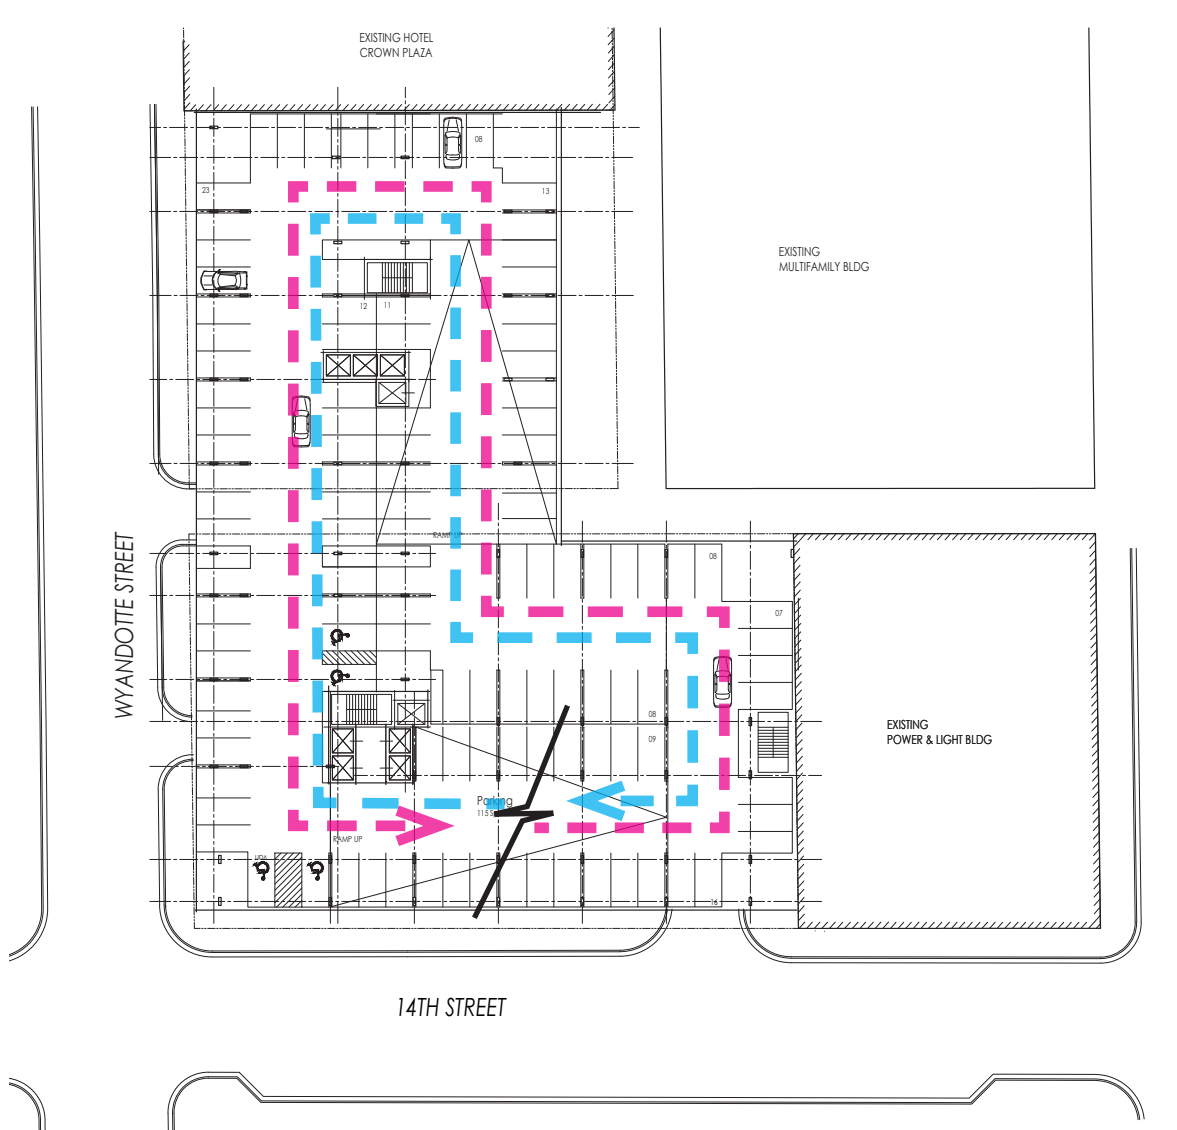 EXISTING HOTEL
CROWN PLAZA
08
23
13
EXISTING
MULTIFAMILY BLDG
12
11
RAMP UP
WYANDOTTE STREET
08
07
08
09
EXISTING
POWER & LIGHT BLDG
Parking
RAMP UP
16
14TH STREET